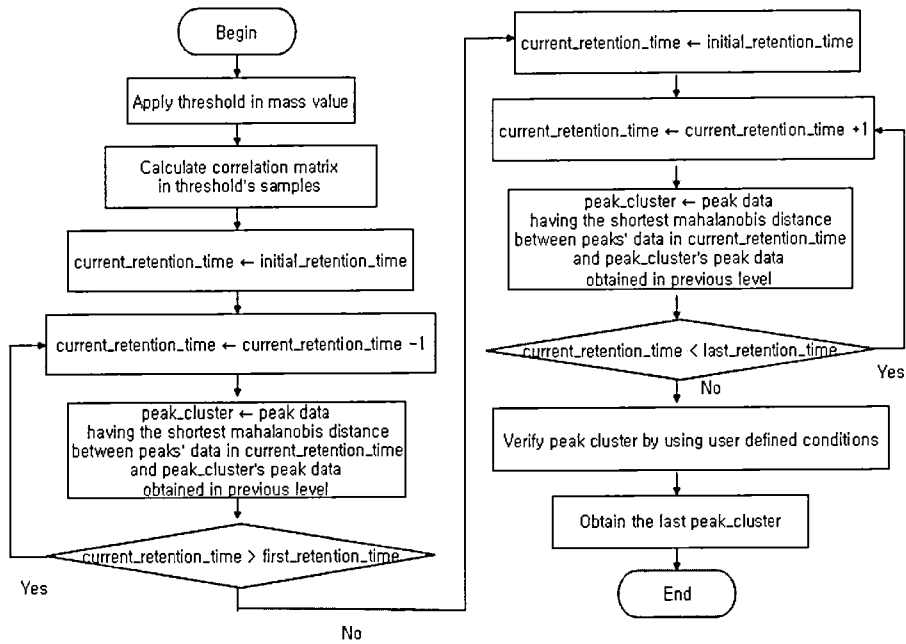 Begin
Apply threshold in mass value
Calculate correlation matrix
in threshold's samples
current_retention_time ← initial_retention_time
current_retention_time ← current_retention_time -1
peak_cluster ← peak data
having the shortest mahalanobis distance
between peaks' data in current_retention_time
and peak_cluster's peak data
obtained in previous level
current_retention_time > first_retention_time
Yes
No
current_retention_time ← initial_retention_time
current_retention_time ← current_retention_time +1
peak_cluster ← peak data
having the shortest mahalanobis distance
between peaks' data in current_retention_time
and peak_cluster's peak data
obtained in previous level
current_retention_time < last_retention_time
Yes
No
Verify peak cluster by using user defined conditions
Obtain the last peak_cluster
End